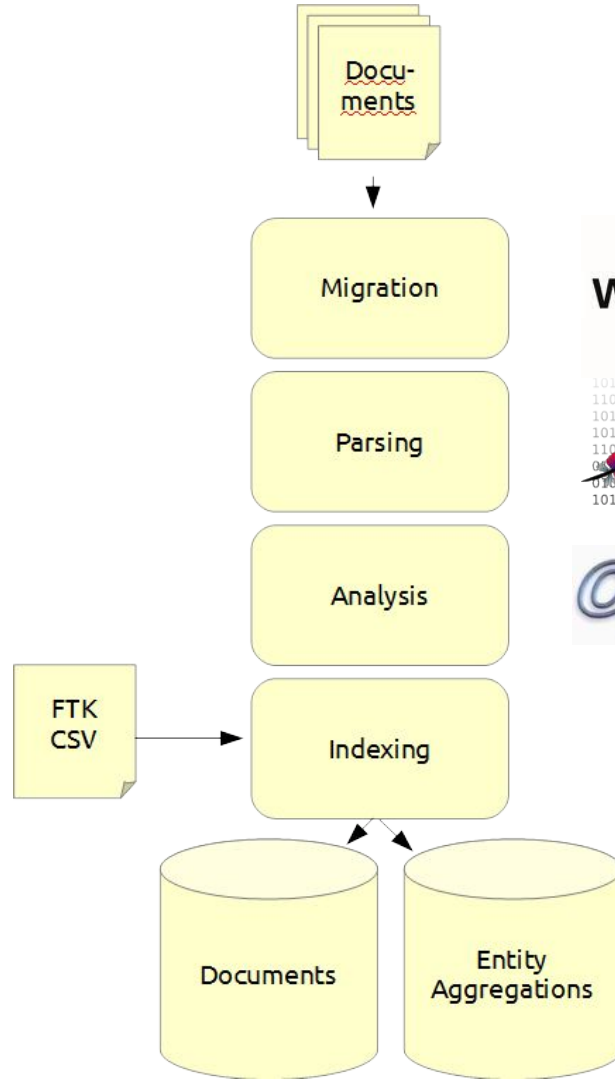 Docu-
ments
Migration
W
Parsing
Analysis
FTK
CSV
Indexing
Documents
Entity
Aggregations